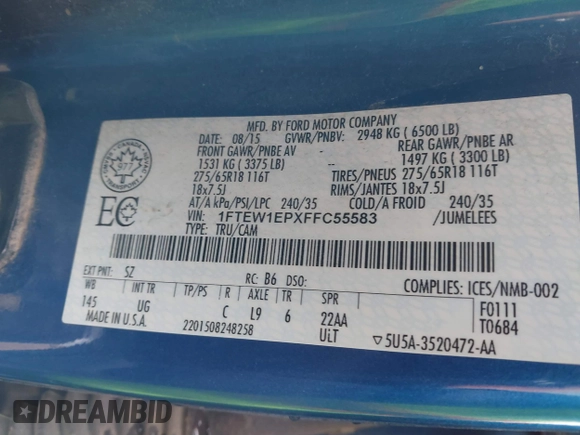 MFD. BY FORD MOTOR COMPANY
DATE: 08/15 GVWR/PNBV: 2948 KG ( 6500 LB)
FRONT GAWR/PNBE AV REAR GAWR/PNBE AR
1531 KG ( 3375 LB) -- 1497 KG ( 3300 LB)
275/65R18 116T TIRES/PNEUS 275/65R18 116T
18x7.5J RIMS/JANTES 18x7.5J
AT/A kPa/PSI/LPC 240/35 COLD/A FROID 240/35
VIN: 1FTEW1EPXFFC55583 /JUMELEES
TYPE: TRU/CAM
CANADA
TRANSPORT
977
EC
EXT PNT: SZ RC: B6 DSO: COMPLIES: ICES/NMB-002
WB INT TR TP/PS R AXLE TR SPR F0111
145 UG C L9 6 22AA T0684
MADE IN U.S.A. 2201508248258 ULT ▽5U5A-3520472-AA
DREAMBID